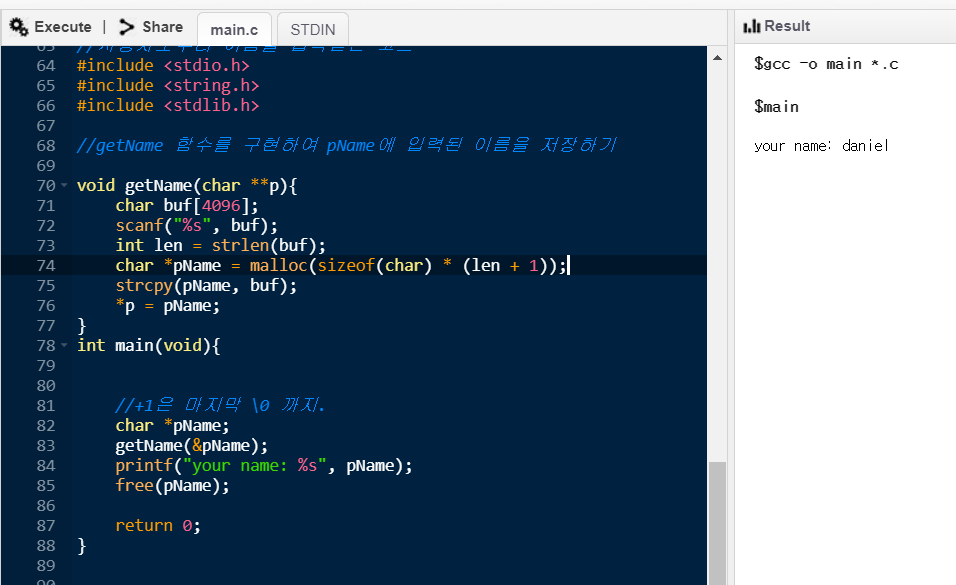 Execute | Share main.c STDIN
64 #include <stdio.h>
65 #include <string.h>
66 #include <stdlib.h>
67
68 //getName 함수를 구현하여 pName에 입력된 이름을 저장하기
69
70 void getName(char **p){
71 char buf[4096];
72 scanf("%s", buf);
73 int len = strlen(buf);
74 char *pName = malloc(sizeof(char) * (len + 1));
75 strcpy(pName, buf);
76 *p = pName;
77 }
78 int main(void){
79
80
81 //+1은 마지막 \0 까지.
82 char *pName;
83 getName(&pName);
84 printf("your name: %s", pName);
85 free(pName);
86
87 return 0;
88 }
89
Result
$gcc -o main *.c
$main
your name: daniel